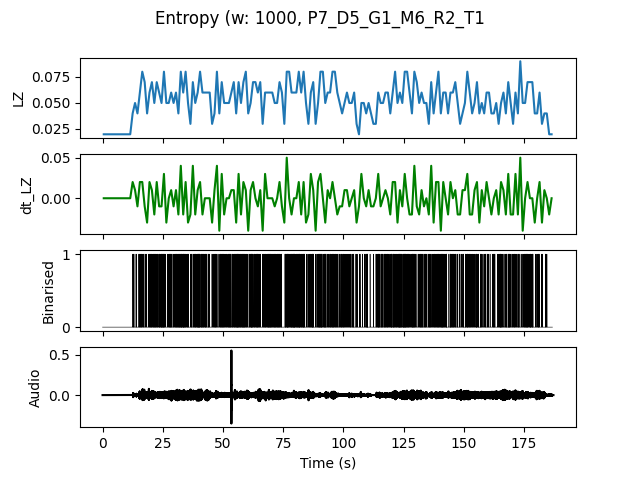 Entropy (w: 1000, P7_D5_G1_M6_R2_T1
0.075
0.050
0.025
LZ
0.05
0.00
dt_LZ
1
0
Binarised
0.5
0.0
Audio
0 25 50 75 100 125 150 175
Time (s)